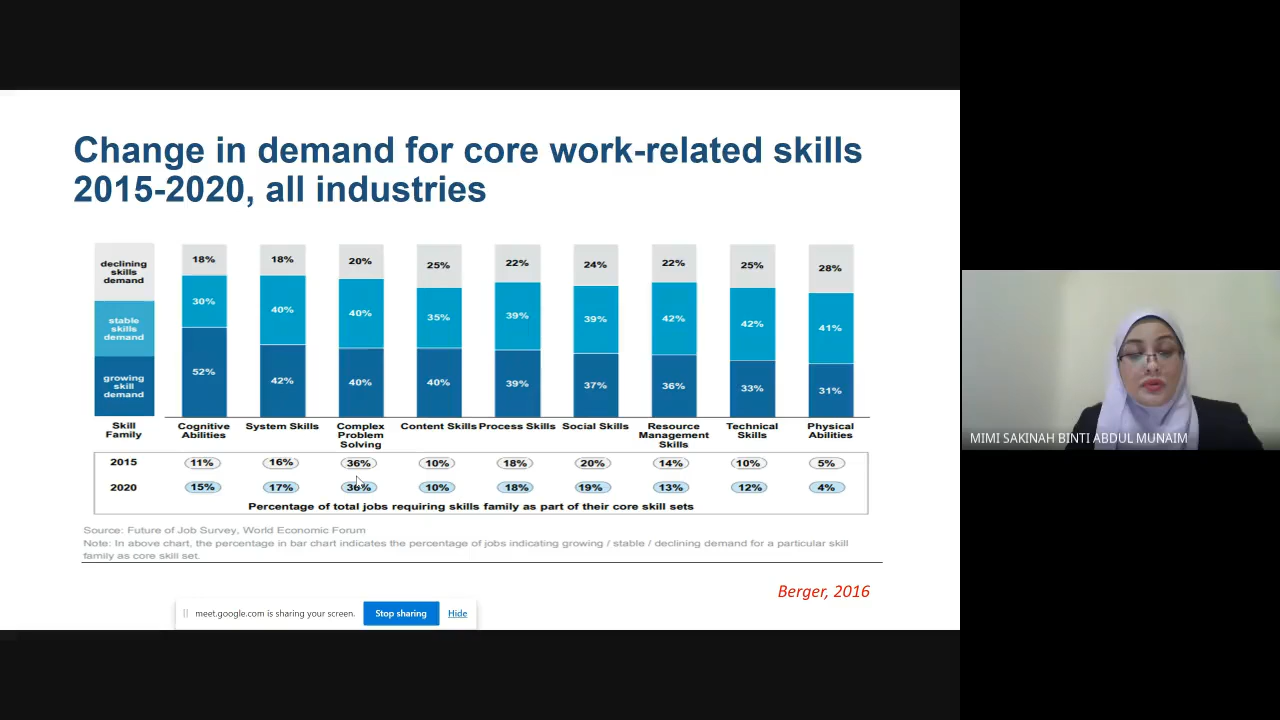 Change in demand for core work-related skills
2015-2020, all industries
declining
skills
demand
18%
18%
20%
25%
22%
24%
22%
25%
28%
stable
skills
demand
30%
40%
40%
35%
39%
39%
42%
42%
41%
growing
skill
demand
52%
42%
40%
40%
39%
37%
36%
33%
31%
Skill
Family
Cognitive
Abilities
System Skills
Complex
Problem
Solving
Content Skills
Process Skills
Social Skills
Resource
Management
Skills
Technical
Skills
Physical
Abilities
2015 11% 16% 36% 10% 18% 20% 14% 10% 5%
2020 15% 17% 36% 10% 18% 19% 13% 12% 4%
Percentage of total jobs requiring skills family as part of their core skill sets
Source: Future of Job Survey, World Economic Forum
Note: In above chart, the percentage in bar chart indicates the percentage of jobs indicating growing / stable / declining demand for a particular skill
family as core skill set.
Berger, 2016
meet.google.com is sharing your screen.
Stop sharing
Hide
MIMI SAKINAH BINTI ABDUL MUNAIM